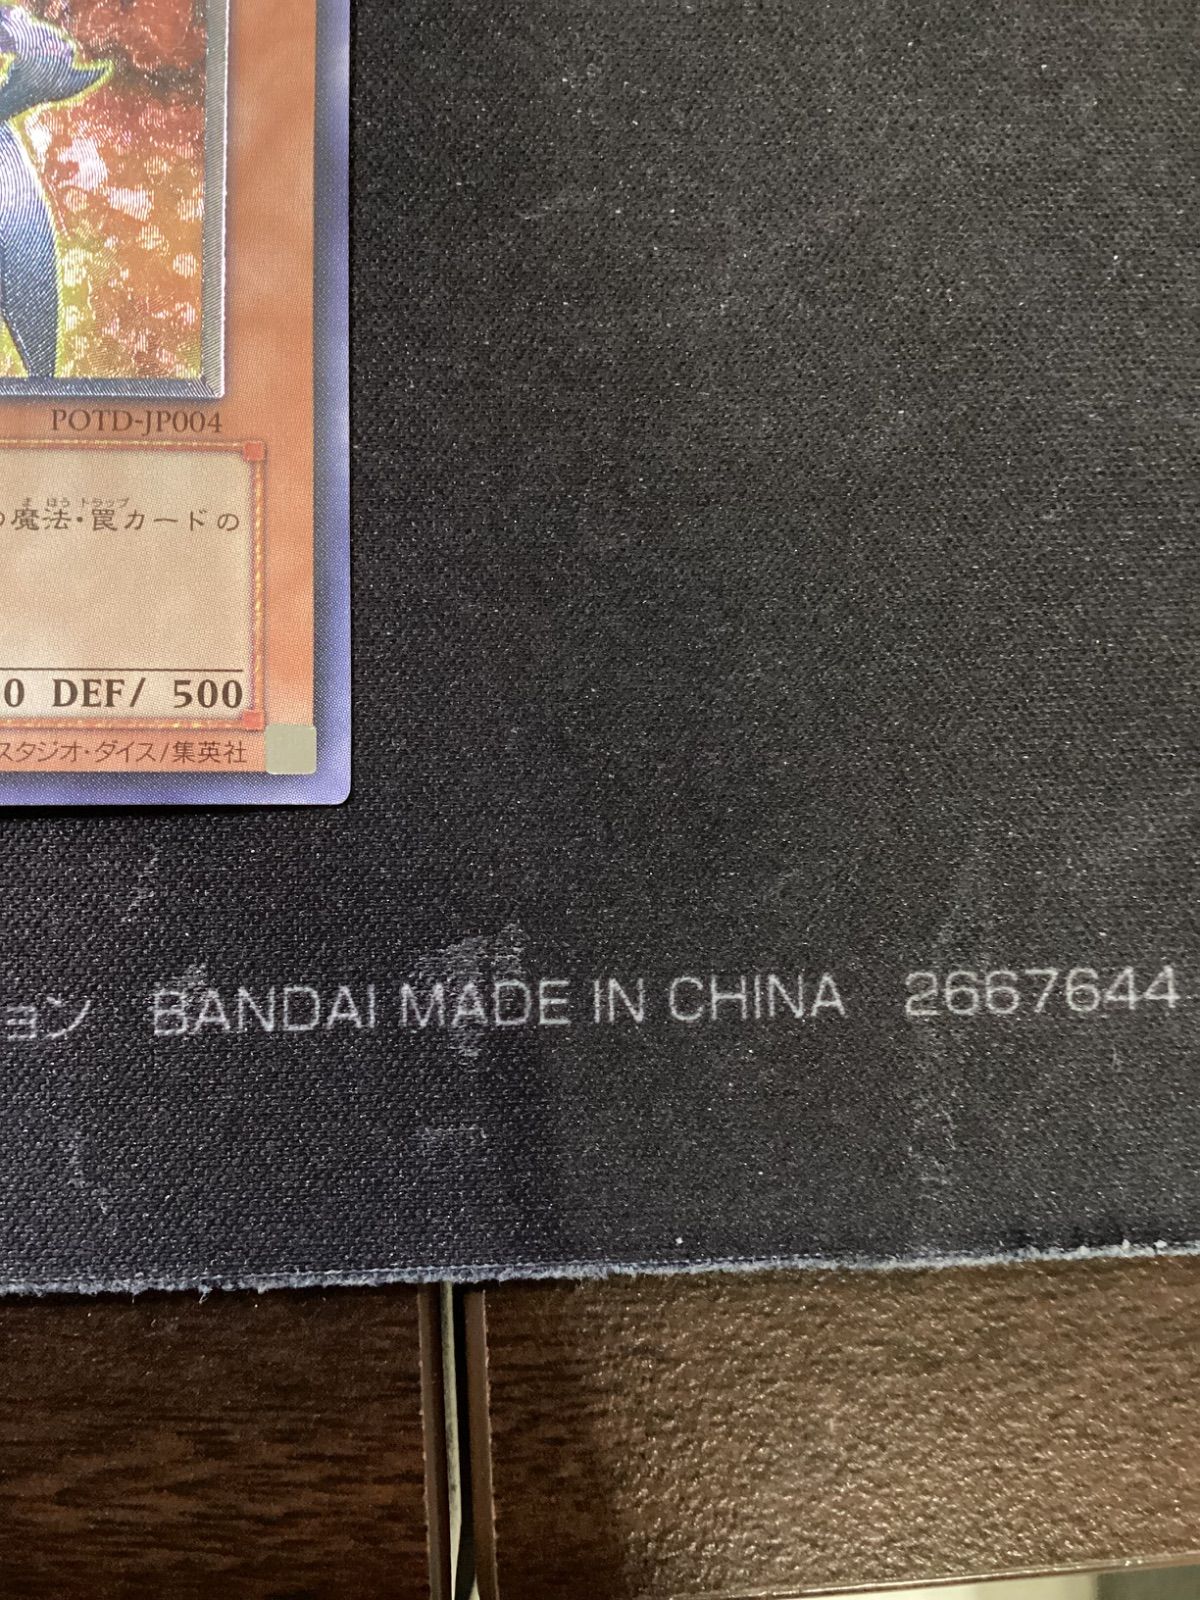 POTD-JP004
まほう トラップ
の魔法・罠カードの
0 DEF/ 500
スタジオ・ダイス/集英社
ョン BANDAI MADE IN CHINA 2667644